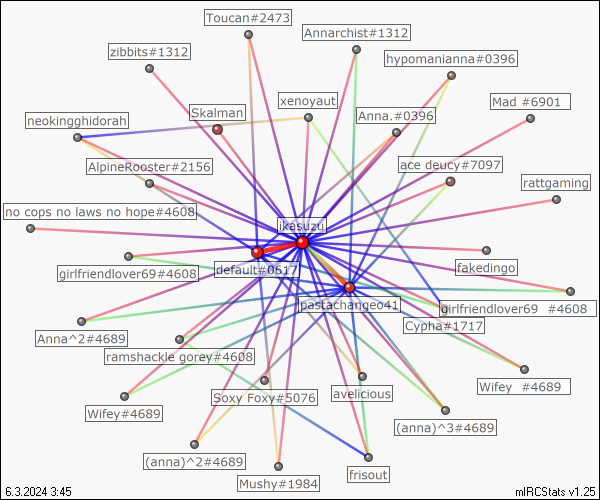 Toucan#2473
Annarchist#1312
zibbits#1312
hypomanianna#0396
Skalman
xenoyaut
Mad #6901
neokingghidorah
Anna.#0396
AlpineRooster#2156
ace deucy#7097
rattgaming
no cops no laws no hope#4608
ikasuzu
girlfriendlover69#4608
default#0617
fakedingo
pastachangeo41
girlfriendlover69 #4608
Cypha#1717
Anna^2#4689
ramshackle gorey#4608
Soxy Foxy#5076
avelicious
Wifey #4689
Wifey#4689
(anna)^3#4689
(anna)^2#4689
Mushy#1984
frisout
6.3.2024 3:45
mIRCStats v1.25